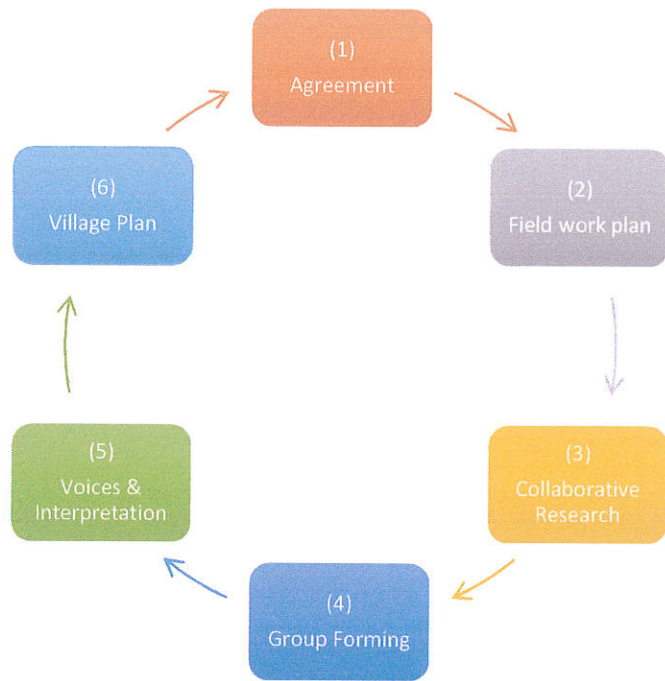 (1)
Agreement
(2)
Field work plan
(3)
Collaborative
Research
(4)
Group Forming
(5)
Voices &
Interpretation
(6)
Village Plan